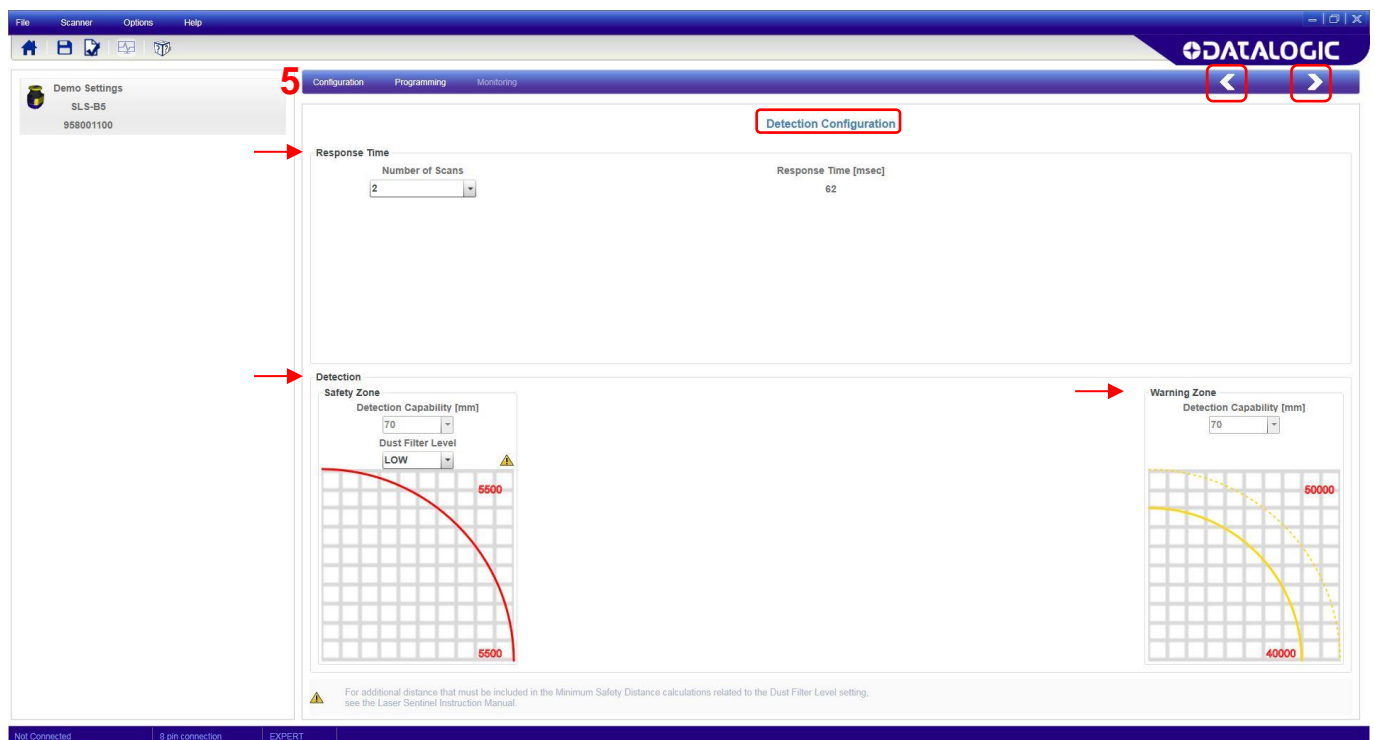 File Scanner Options Help
DATALOGIC
Demo Settings
SLS-B5
958001100
5
Configuration Programming Monitoring
Detection Configuration
Response Time
Number of Scans
2
Response Time [msec]
62
Detection
Safety Zone
Detection Capability [mm]
70
Dust Filter Level
LOW
5500
5500
Warning Zone
Detection Capability [mm]
70
50000
40000
For additional distance that must be included in the Minimum Safety Distance calculations related to the Dust Filter Level setting,
see the Laser Sentinel Instruction Manual.
Not Connected 8 pin connection EXPERT